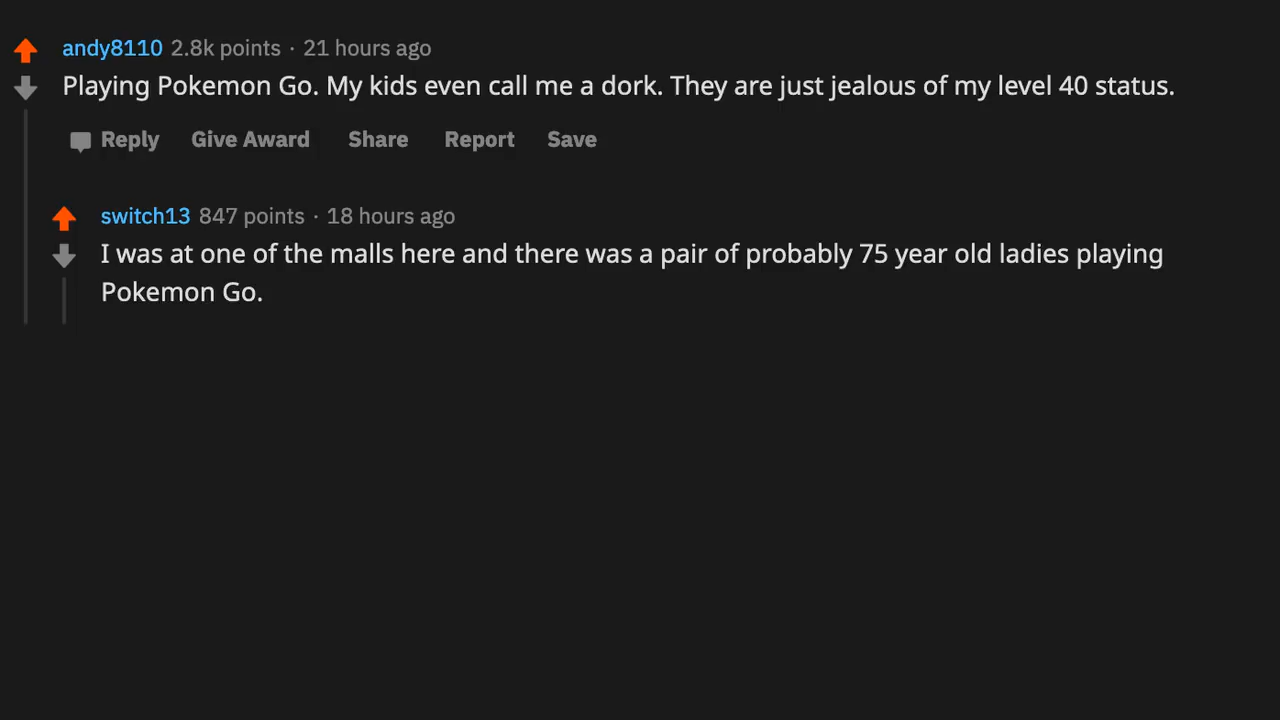 andy8110 2.8k points · 21 hours ago
Playing Pokemon Go. My kids even call me a dork. They are just jealous of my level 40 status.
Reply Give Award Share Report Save
switch13 847 points · 18 hours ago
I was at one of the malls here and there was a pair of probably 75 year old ladies playing
Pokemon Go.